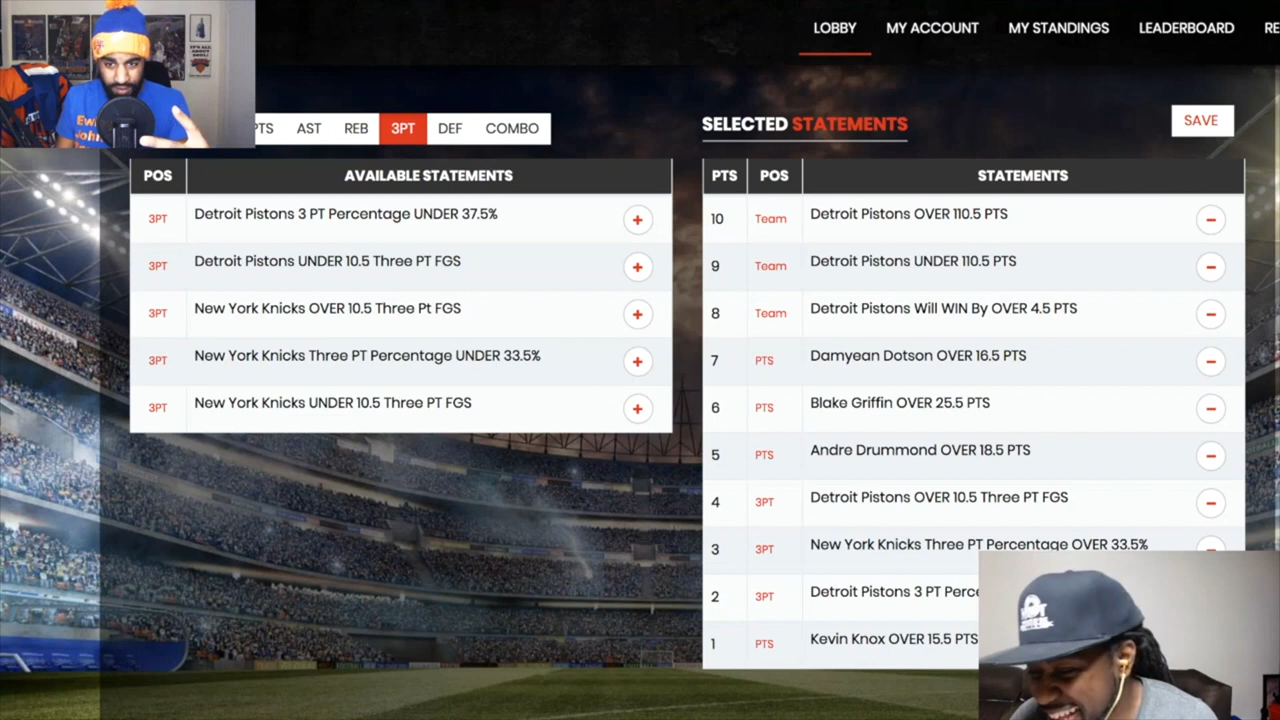 LOBBY
MY ACCOUNT
MY STANDINGS
LEADERBOARD
RE
PTS
AST
REB
3PT
DEF
COMBO
SELECTED STATEMENTS
SAVE
POS
AVAILABLE STATEMENTS
3PT Detroit Pistons 3 PT Percentage UNDER 37.5% +
3PT Detroit Pistons UNDER 10.5 Three PT FGS +
3PT New York Knicks OVER 10.5 Three Pt FGS +
3PT New York Knicks Three PT Percentage UNDER 33.5% +
3PT New York Knicks UNDER 10.5 Three PT FGS +
PTS POS STATEMENTS
10 Team Detroit Pistons OVER 110.5 PTS −
9 Team Detroit Pistons UNDER 110.5 PTS −
8 Team Detroit Pistons Will WIN By OVER 4.5 PTS −
7 PTS Damyean Dotson OVER 16.5 PTS −
6 PTS Blake Griffin OVER 25.5 PTS −
5 PTS Andre Drummond OVER 18.5 PTS −
4 3PT Detroit Pistons OVER 10.5 Three PT FGS −
3 3PT New York Knicks Three PT Percentage OVER 33.5% −
2 3PT Detroit Pistons 3 PT Perce
1 PTS Kevin Knox OVER 15.5 PTS